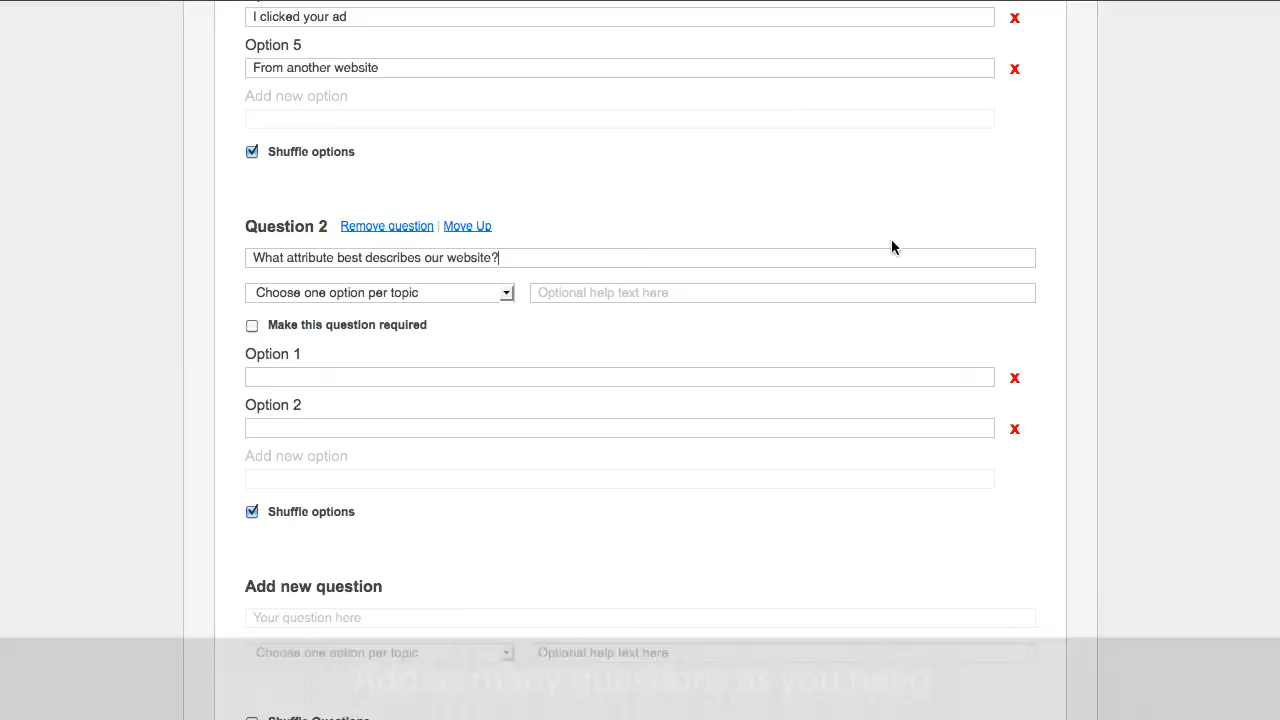 I clicked your ad
x
Option 5
From another website
x
Add new option
Shuffle options
Question 2 Remove question | Move Up
What attribute best describes our website?
Choose one option per topic Optional help text here
Make this question required
Option 1
x
Option 2
x
Add new option
Shuffle options
Add new question
Your question here
Choose one option per topic Optional help text here
Add as many questions as you need
Shuffle Questions